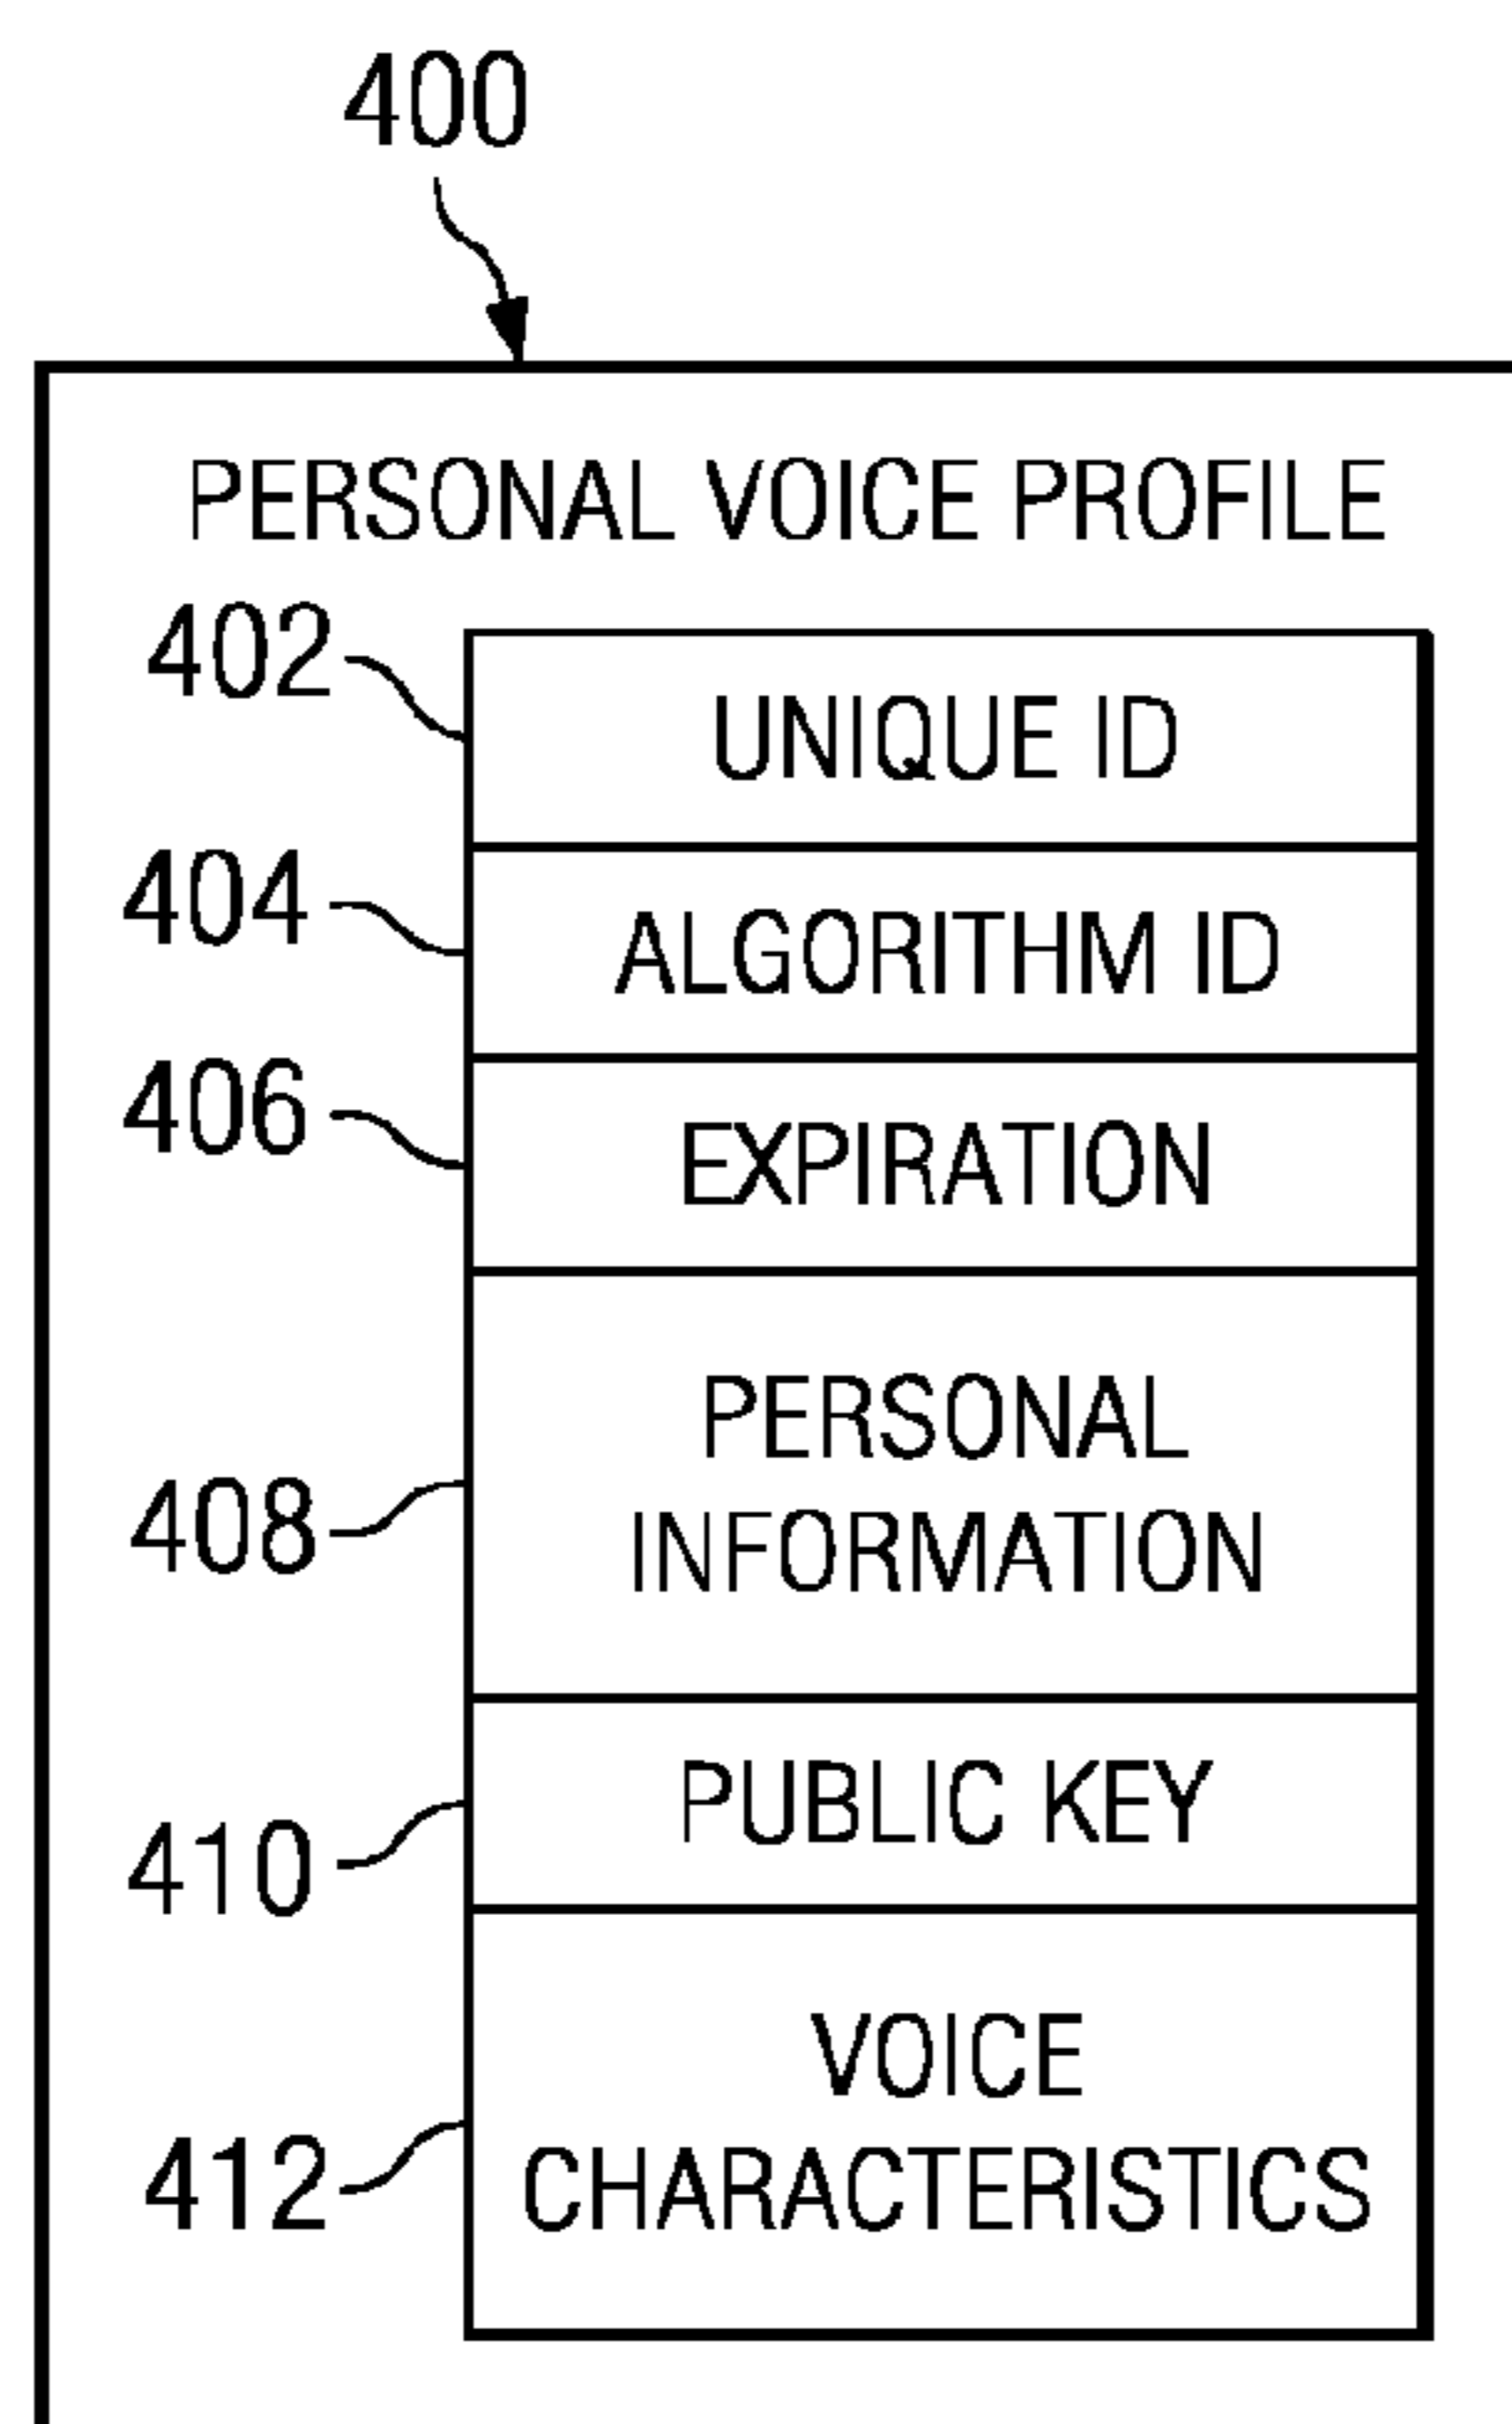 400
PERSONAL VOICE PROFILE
402
UNIQUE ID
404
ALGORITHM ID
406
EXPIRATION
408
PERSONAL
INFORMATION
410
PUBLIC KEY
412
VOICE
CHARACTERISTICS